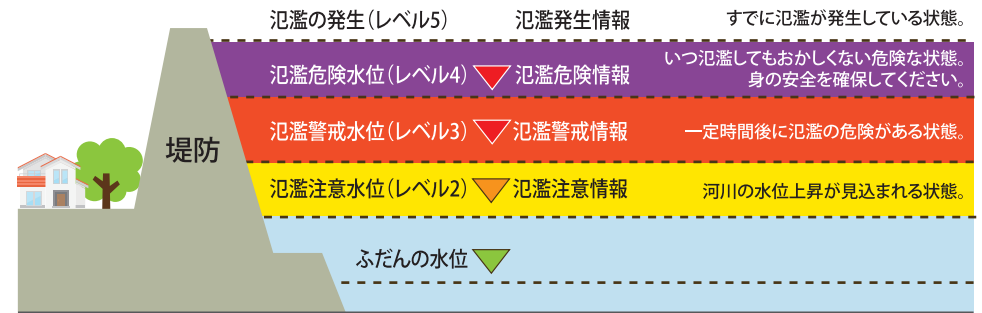 氾濫の発生（レベル5） 氾濫発生情報 すでに氾濫が発生している状態。
氾濫危険水位（レベル4） 氾濫危険情報 いつ氾濫してもおかしくない危険な状態。
身の安全を確保してください。
氾濫警戒水位（レベル3） 氾濫警戒情報 一定時間後に氾濫の危険がある状態。
堤防
氾濫注意水位（レベル2） 氾濫注意情報 河川の水位上昇が見込まれる状態。
ふだんの水位